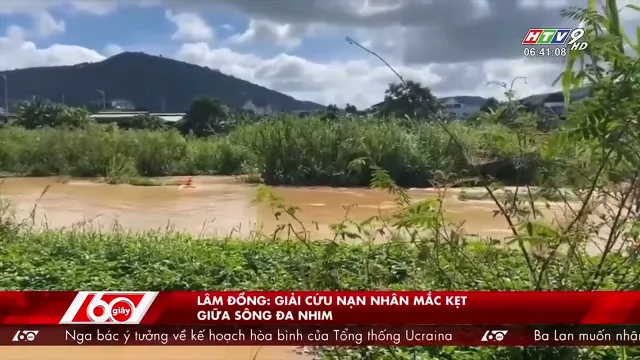 HTV9
HD
06:41:08
60 giây
LÂM ĐỒNG: GIẢI CỨU NẠN NHÂN MẮC KẸT
GIỮA SÔNG ĐA NHIM
Nga bác ý tưởng về kế hoạch hòa bình của Tổng thống Ucraina
Ba Lan muốn nhân